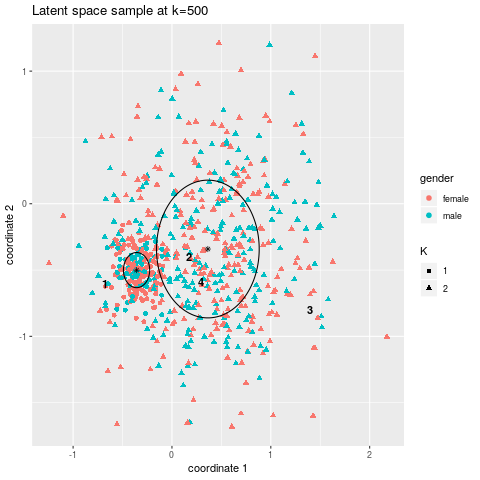 Latent space sample at k=500
coordinate 2
1
0
-1
1
2
4
3
-1
0
1
2
coordinate 1
gender
female
male
K
1
2